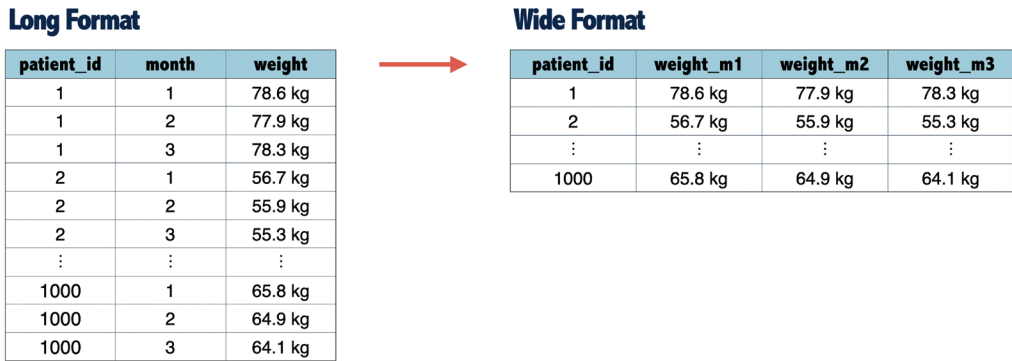 Long Format
patient_id month weight
1 1 78.6 kg
1 2 77.9 kg
1 3 78.3 kg
2 1 56.7 kg
2 2 55.9 kg
2 3 55.3 kg
⋮ ⋮ ⋮
1000 1 65.8 kg
1000 2 64.9 kg
1000 3 64.1 kg
Wide Format
patient_id weight_m1 weight_m2 weight_m3
1 78.6 kg 77.9 kg 78.3 kg
2 56.7 kg 55.9 kg 55.3 kg
⋮ ⋮ ⋮ ⋮
1000 65.8 kg 64.9 kg 64.1 kg